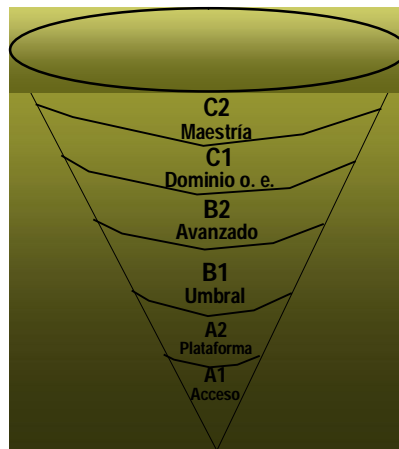 C2
Maestría
C1
Dominio o. e.
B2
Avanzado
B1
Umbral
A2
Plataforma
A1
Acceso